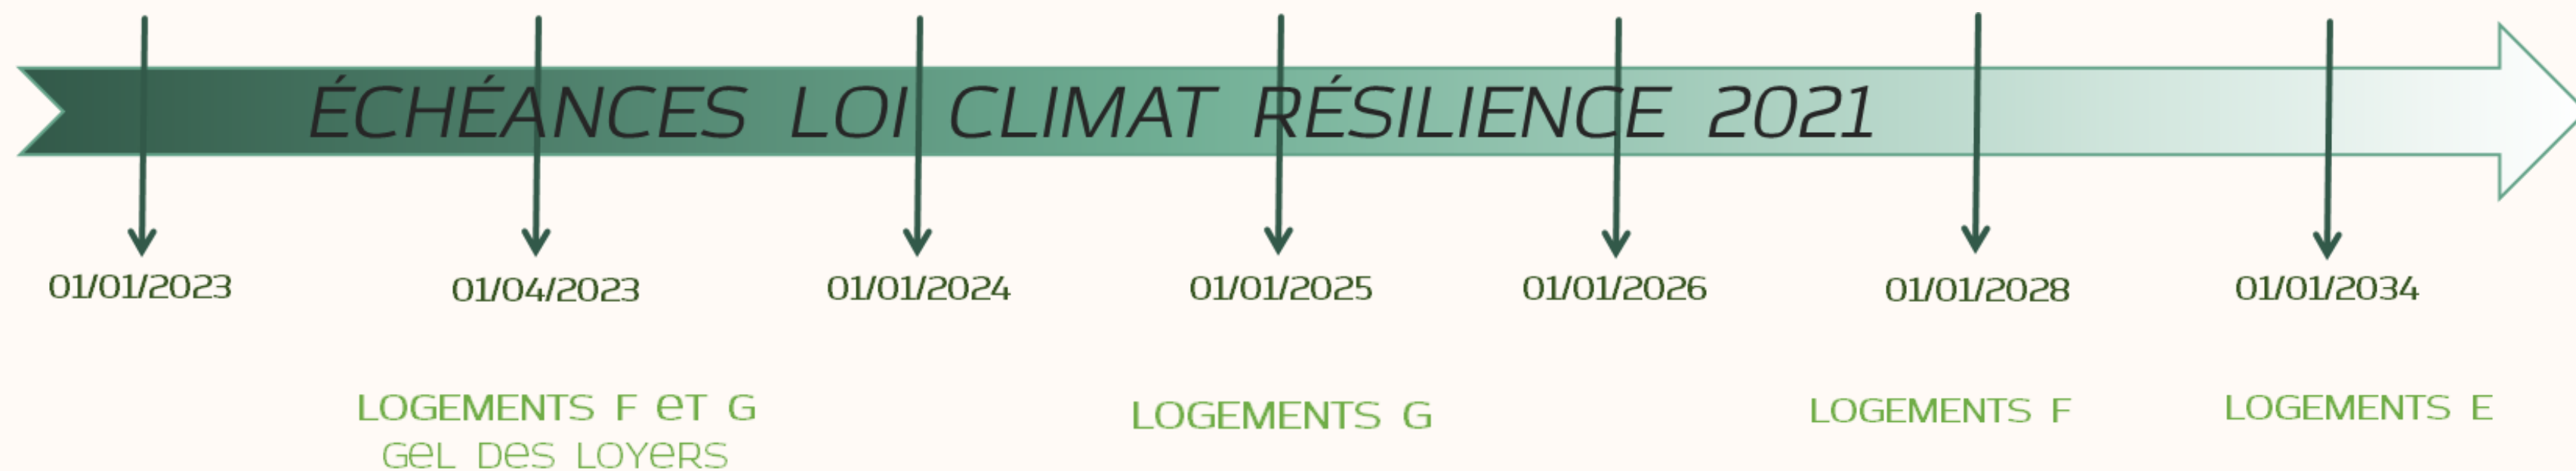 ÉCHÉANCES LOI CLIMAT RÉSILIENCE 2021
01/01/2023 01/04/2023 01/01/2024 01/01/2025 01/01/2026 01/01/2028 01/01/2034
LOGEMENTS F eT G LOGEMENTS G LOGEMENTS F LOGEMENTS E
GeL Des LOYeRS